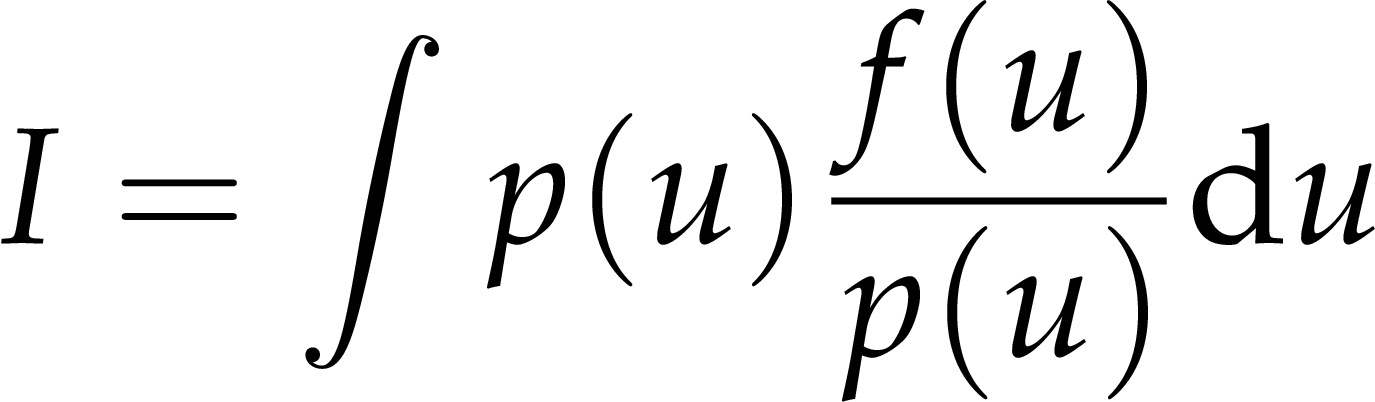 I = ∫ p(u) f(u)/p(u) du